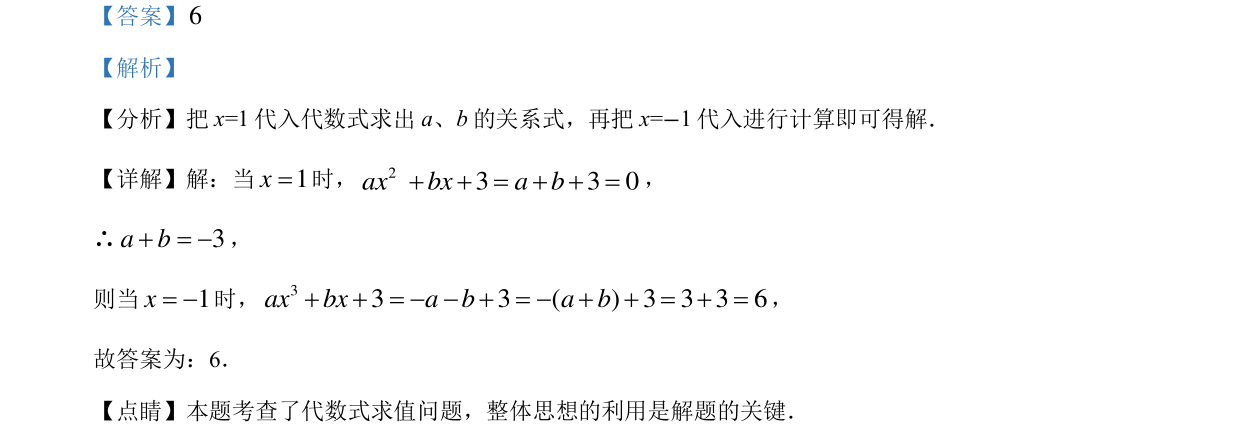 【答案】6
【解析】
【分析】把 x=1 代入代数式求出 a、b 的关系式，再把 x=−1 代入进行计算即可得解．
【详解】解：当 x = 1时，ax² + bx + 3 = a + b + 3 = 0，
∴ a + b = −3，
则当 x = −1时，ax³ + bx + 3 = −a − b + 3 = −(a + b) + 3 = 3 + 3 = 6，
故答案为：6．
【点睛】本题考查了代数式求值问题，整体思想的利用是解题的关键．